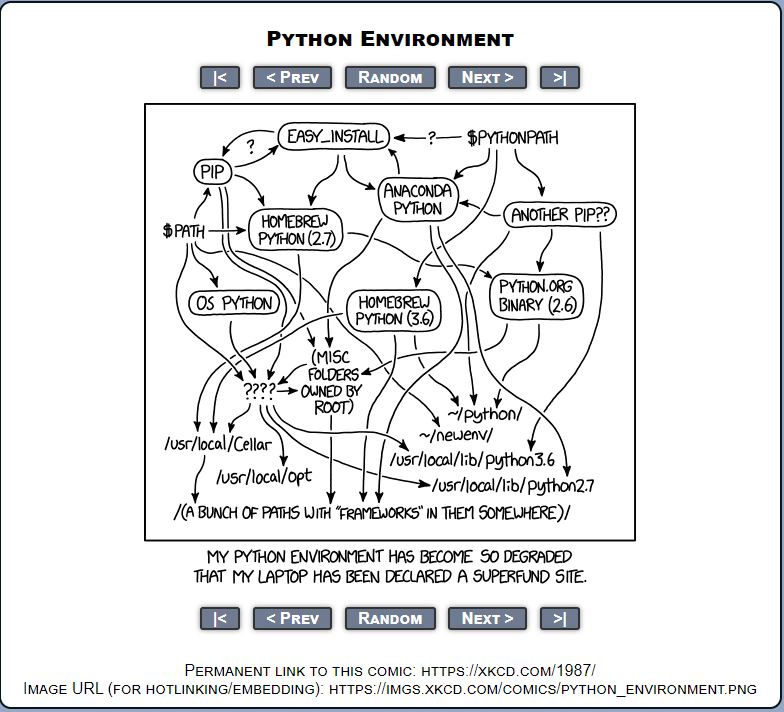 Python Environment
|< < Prev Random Next > >|
EASY_INSTALL
?
$PYTHONPATH
?
PIP
ANACONDA
PYTHON
ANOTHER PIP??
HOMEBREW
PYTHON (2.7)
$PATH
OS PYTHON
HOMEBREW
PYTHON (3.6)
PYTHON.ORG
BINARY (2.6)
(MISC
FOLDERS
OWNED BY
ROOT)
????
~/python/
~/newenv/
/usr/local/Cellar
/usr/local/lib/python3.6
/usr/local/opt
/usr/local/lib/python2.7
/(A BUNCH OF PATHS WITH "FRAMEWORKS" IN THEM SOMEWHERE)/
MY PYTHON ENVIRONMENT HAS BECOME SO DEGRADED
THAT MY LAPTOP HAS BEEN DECLARED A SUPERFUND SITE.
|< < Prev Random Next > >|
Permanent link to this comic: https://xkcd.com/1987/
Image URL (for hotlinking/embedding): https://imgs.xkcd.com/comics/python_environment.png